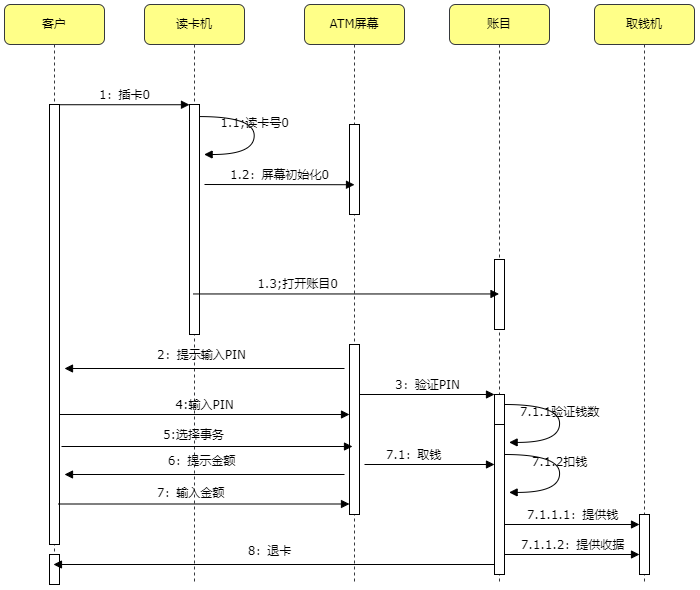 客户
读卡机
ATM屏幕
账目
取钱机
1: 插卡0
1.1;读卡号0
1.2: 屏幕初始化0
1.3;打开账目0
2: 提示输入PIN
3: 验证PIN
4:输入PIN
7.1.1验证钱数
5:选择事务
6: 提示金额
7.1: 取钱
7.1.2扣钱
7: 输入金额
7.1.1.1: 提供钱
7.1.1.2: 提供收据
8: 退卡